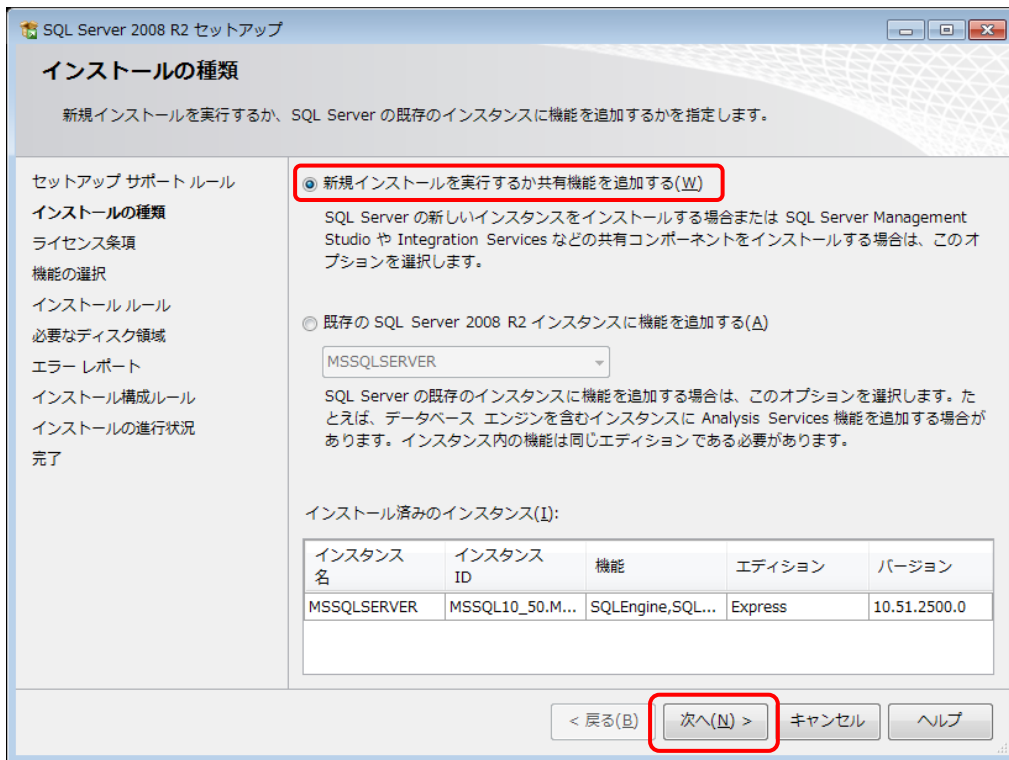 SQL Server 2008 R2 セットアップ
インストールの種類
新規インストールを実行するか、SQL Server の既存のインスタンスに機能を追加するかを指定します。
セットアップ サポート ルール
インストールの種類
ライセンス条項
機能の選択
インストール ルール
必要なディスク領域
エラー レポート
インストール構成ルール
インストールの進行状況
完了
新規インストールを実行するか共有機能を追加する(W)
SQL Server の新しいインスタンスをインストールする場合または SQL Server Management
Studio や Integration Services などの共有コンポーネントをインストールする場合は、このオ
プションを選択します。
既存の SQL Server 2008 R2 インスタンスに機能を追加する(A)
MSSQLSERVER
SQL Server の既存のインスタンスに機能を追加する場合は、このオプションを選択します。た
とえば、データベース エンジンを含むインスタンスに Analysis Services 機能を追加する場合が
あります。インスタンス内の機能は同じエディションである必要があります。
インストール済みのインスタンス(I):
インスタンス名 インスタンス ID 機能 エディション バージョン
MSSQLSERVER MSSQL10_50.M... SQLEngine,SQL... Express 10.51.2500.0
< 戻る(B) 次へ(N) > キャンセル ヘルプ